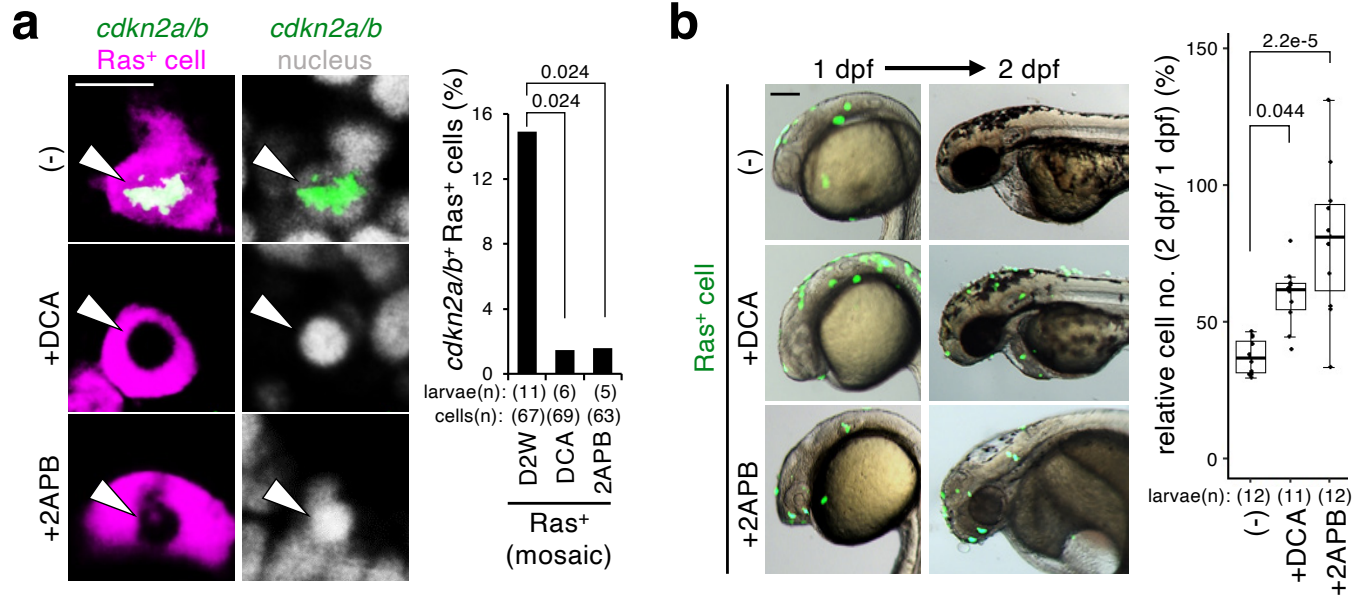 a
cdkn2a/b
Ras⁺ cell
cdkn2a/b
nucleus
(-)
+DCA
+2APB
cdkn2a/b⁺ Ras⁺ cells (%)
0.024
0.024
16
12
8
4
0
larvae(n): (11) (6) (5)
cells(n): (67) (69) (63)
D2W
DCA
2APB
Ras⁺
(mosaic)
b
1 dpf
2 dpf
Ras⁺ cell
(-)
+DCA
+2APB
relative cell no. (2 dpf/ 1 dpf) (%)
2.2e-5
0.044
150
100
50
0
larvae(n): (12) (11) (12)
(-)
+DCA
+2APB